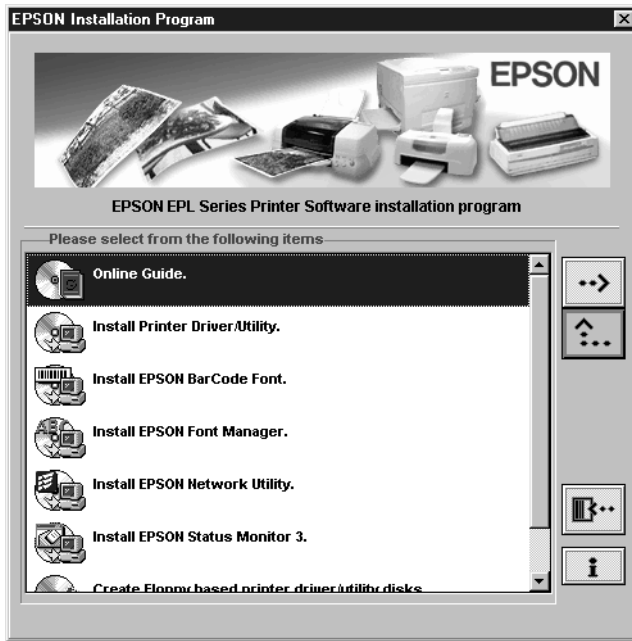 EPSON Installation Program
EPSON
EPSON EPL Series Printer Software installation program
Please select from the following items
Online Guide.
Install Printer Driver/Utility.
Install EPSON BarCode Font.
Install EPSON Font Manager.
Install EPSON Network Utility.
Install EPSON Status Monitor 3.
Create Floppy based printer driver/utility disks